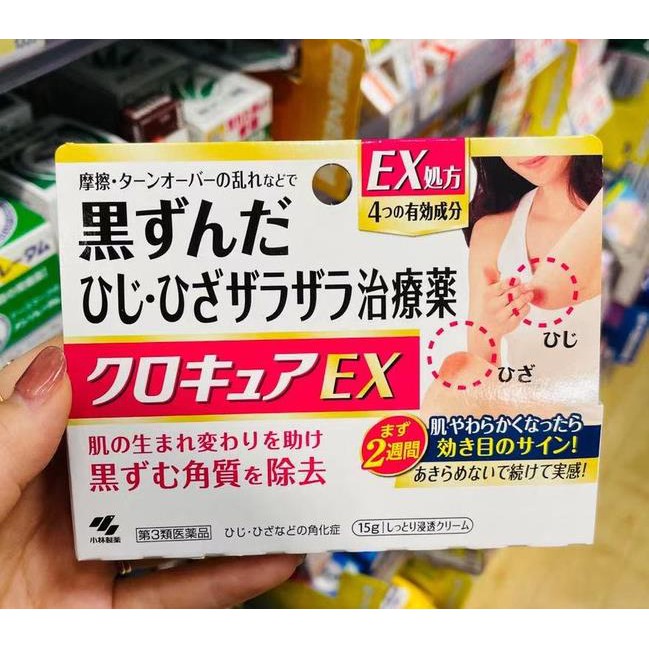 摩擦・ターンオーバーの乱れなどで
黒ずんだ
ひじ・ひざザラザラ治療薬
EX処方
4つの有効成分
ひじ
ひざ
クロキュアEX
肌の生まれ変わりを助け
黒ずむ角質を除去
まず
2週間
肌やわらかくなったら
効き目のサイン!
あきらめないで続けて実感!
小林製薬
第3類医薬品
ひじ・ひざなどの角化症
15g しっとり浸透クリーム